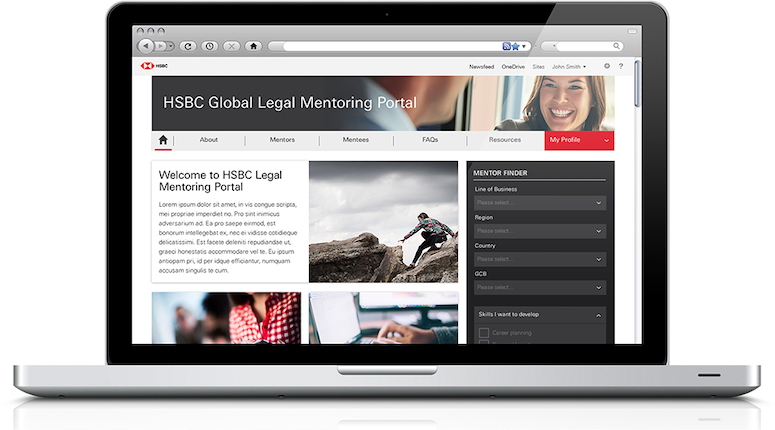 HSBC
Newsfeed OneDrive Sites John Smith ?
HSBC Global Legal Mentoring Portal
About Mentors Mentees FAQs Resources My Profile
Welcome to HSBC Legal
Mentoring Portal
Lorem ipsum dolor sit amet, in vis congue scripta,
mei propriae imperdiet no. Pro sint inimicus
adversarium ad. Ea pro saepe eirmod, est
bonorum intellegebat ex, nec ei vidisse cotidieque
delicatissimi. Est facete deleniti repudiandae ut,
graeci honestatis accommodare vel te. Eu ipsum
antiopam pri, id per idque efficiantur, numquam
accusam singulis te cum.
MENTOR FINDER
Line of Business
Please select...
Region
Please select...
Country
Please select...
GCB
Please select...
Skills I want to develop
Career planning